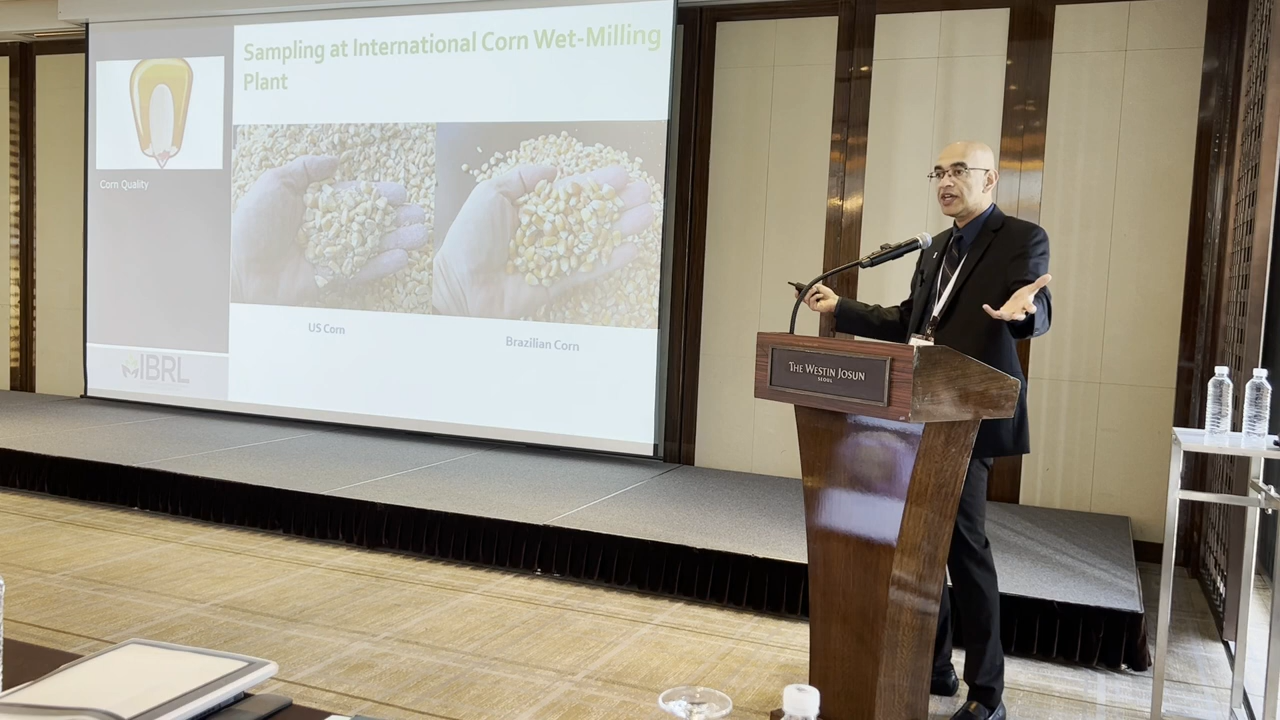 Sampling at International Corn Wet-Milling
Plant
Corn Quality
US Corn
Brazilian Corn
IBRL
THE WESTIN JOSUN
SEOUL